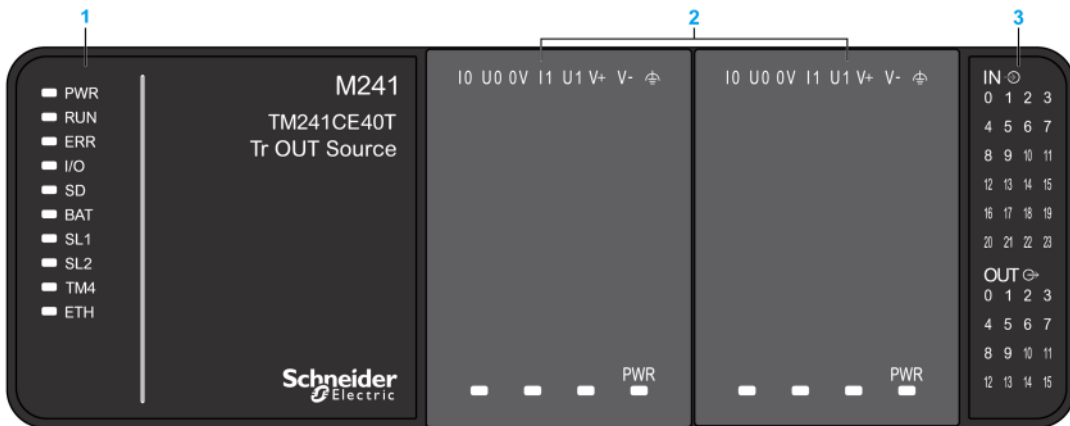 1
2
3
PWR
RUN
ERR
I/O
SD
BAT
SL1
SL2
TM4
ETH
M241
TM241CE40T
Tr OUT Source
Schneider
Electric
I0 U0 0V I1 U1 V+ V-
PWR
I0 U0 0V I1 U1 V+ V-
PWR
IN
0 1 2 3
4 5 6 7
8 9 10 11
12 13 14 15
16 17 18 19
20 21 22 23
OUT
0 1 2 3
4 5 6 7
8 9 10 11
12 13 14 15